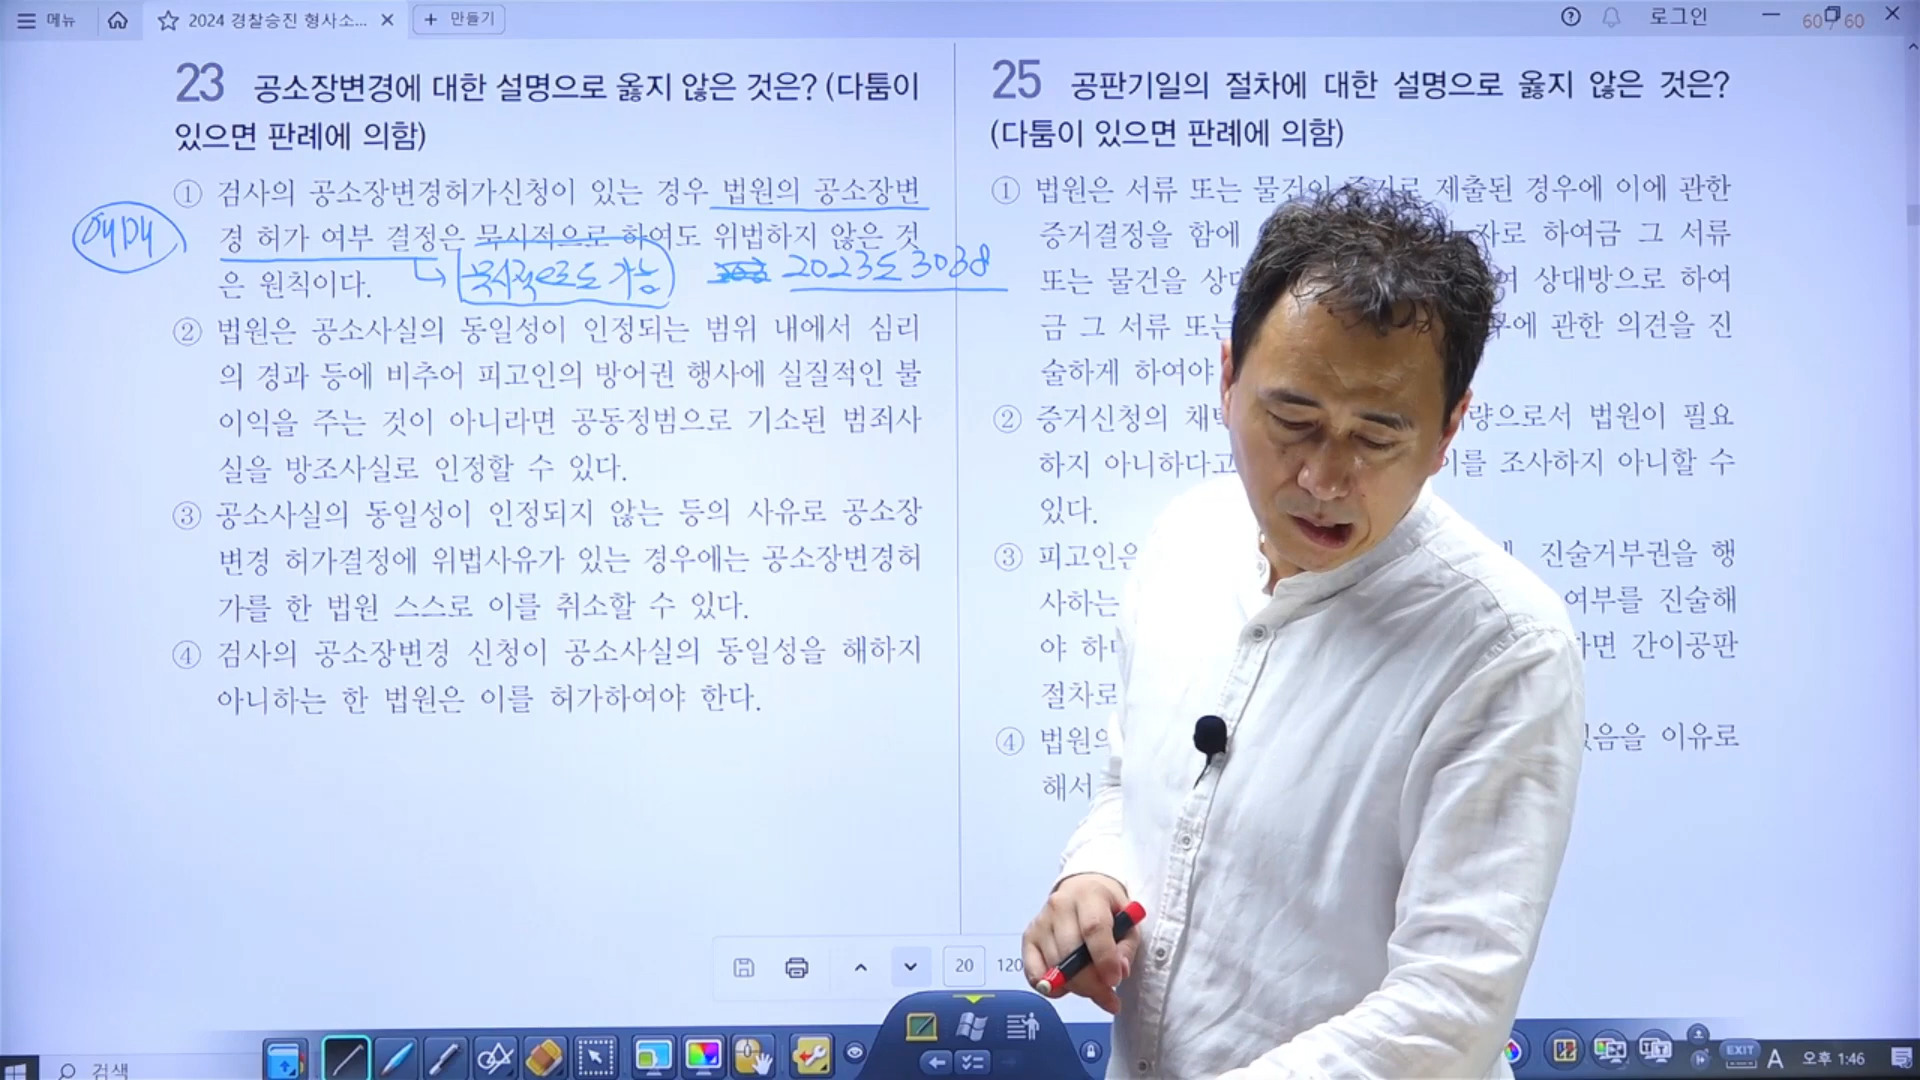 메뉴
2024 경찰승진 형사소...
만들기
로그인
60 / 60
23 공소장변경에 대한 설명으로 옳지 않은 것은? (다툼이
있으면 판례에 의함)
① 검사의 공소장변경허가신청이 있는 경우 법원의 공소장변
경 허가 여부 결정은 묵시적으로 하여도 위법하지 않은 것
은 원칙이다.
묵시적으로도 가능
2023도3038
② 법원은 공소사실의 동일성이 인정되는 범위 내에서 심리
의 경과 등에 비추어 피고인의 방어권 행사에 실질적인 불
이익을 주는 것이 아니라면 공동정범으로 기소된 범죄사
실을 방조사실로 인정할 수 있다.
③ 공소사실의 동일성이 인정되지 않는 등의 사유로 공소장
변경 허가결정에 위법사유가 있는 경우에는 공소장변경허
가를 한 법원 스스로 이를 취소할 수 있다.
④ 검사의 공소장변경 신청이 공소사실의 동일성을 해하지
아니하는 한 법원은 이를 허가하여야 한다.
25 공판기일의 절차에 대한 설명으로 옳지 않은 것은?
(다툼이 있으면 판례에 의함)
① 법원은 서류 또는 물건이 증거로 제출된 경우에 이에 관한
증거결정을 함에 자로 하여금 그 서류
또는 물건을 상대 여 상대방으로 하여
금 그 서류 또는 에 관한 의견을 진
술하게 하여야
② 증거신청의 채택 량으로서 법원이 필요
하지 아니하다고 이를 조사하지 아니할 수
있다.
③ 피고인은 진술거부권을 행
사하는 여부를 진술해
야 하 다면 간이공판
절차로
④ 법원의 있음을 이유로
해서
20
120
검색
EXIT
A
오후 1:46